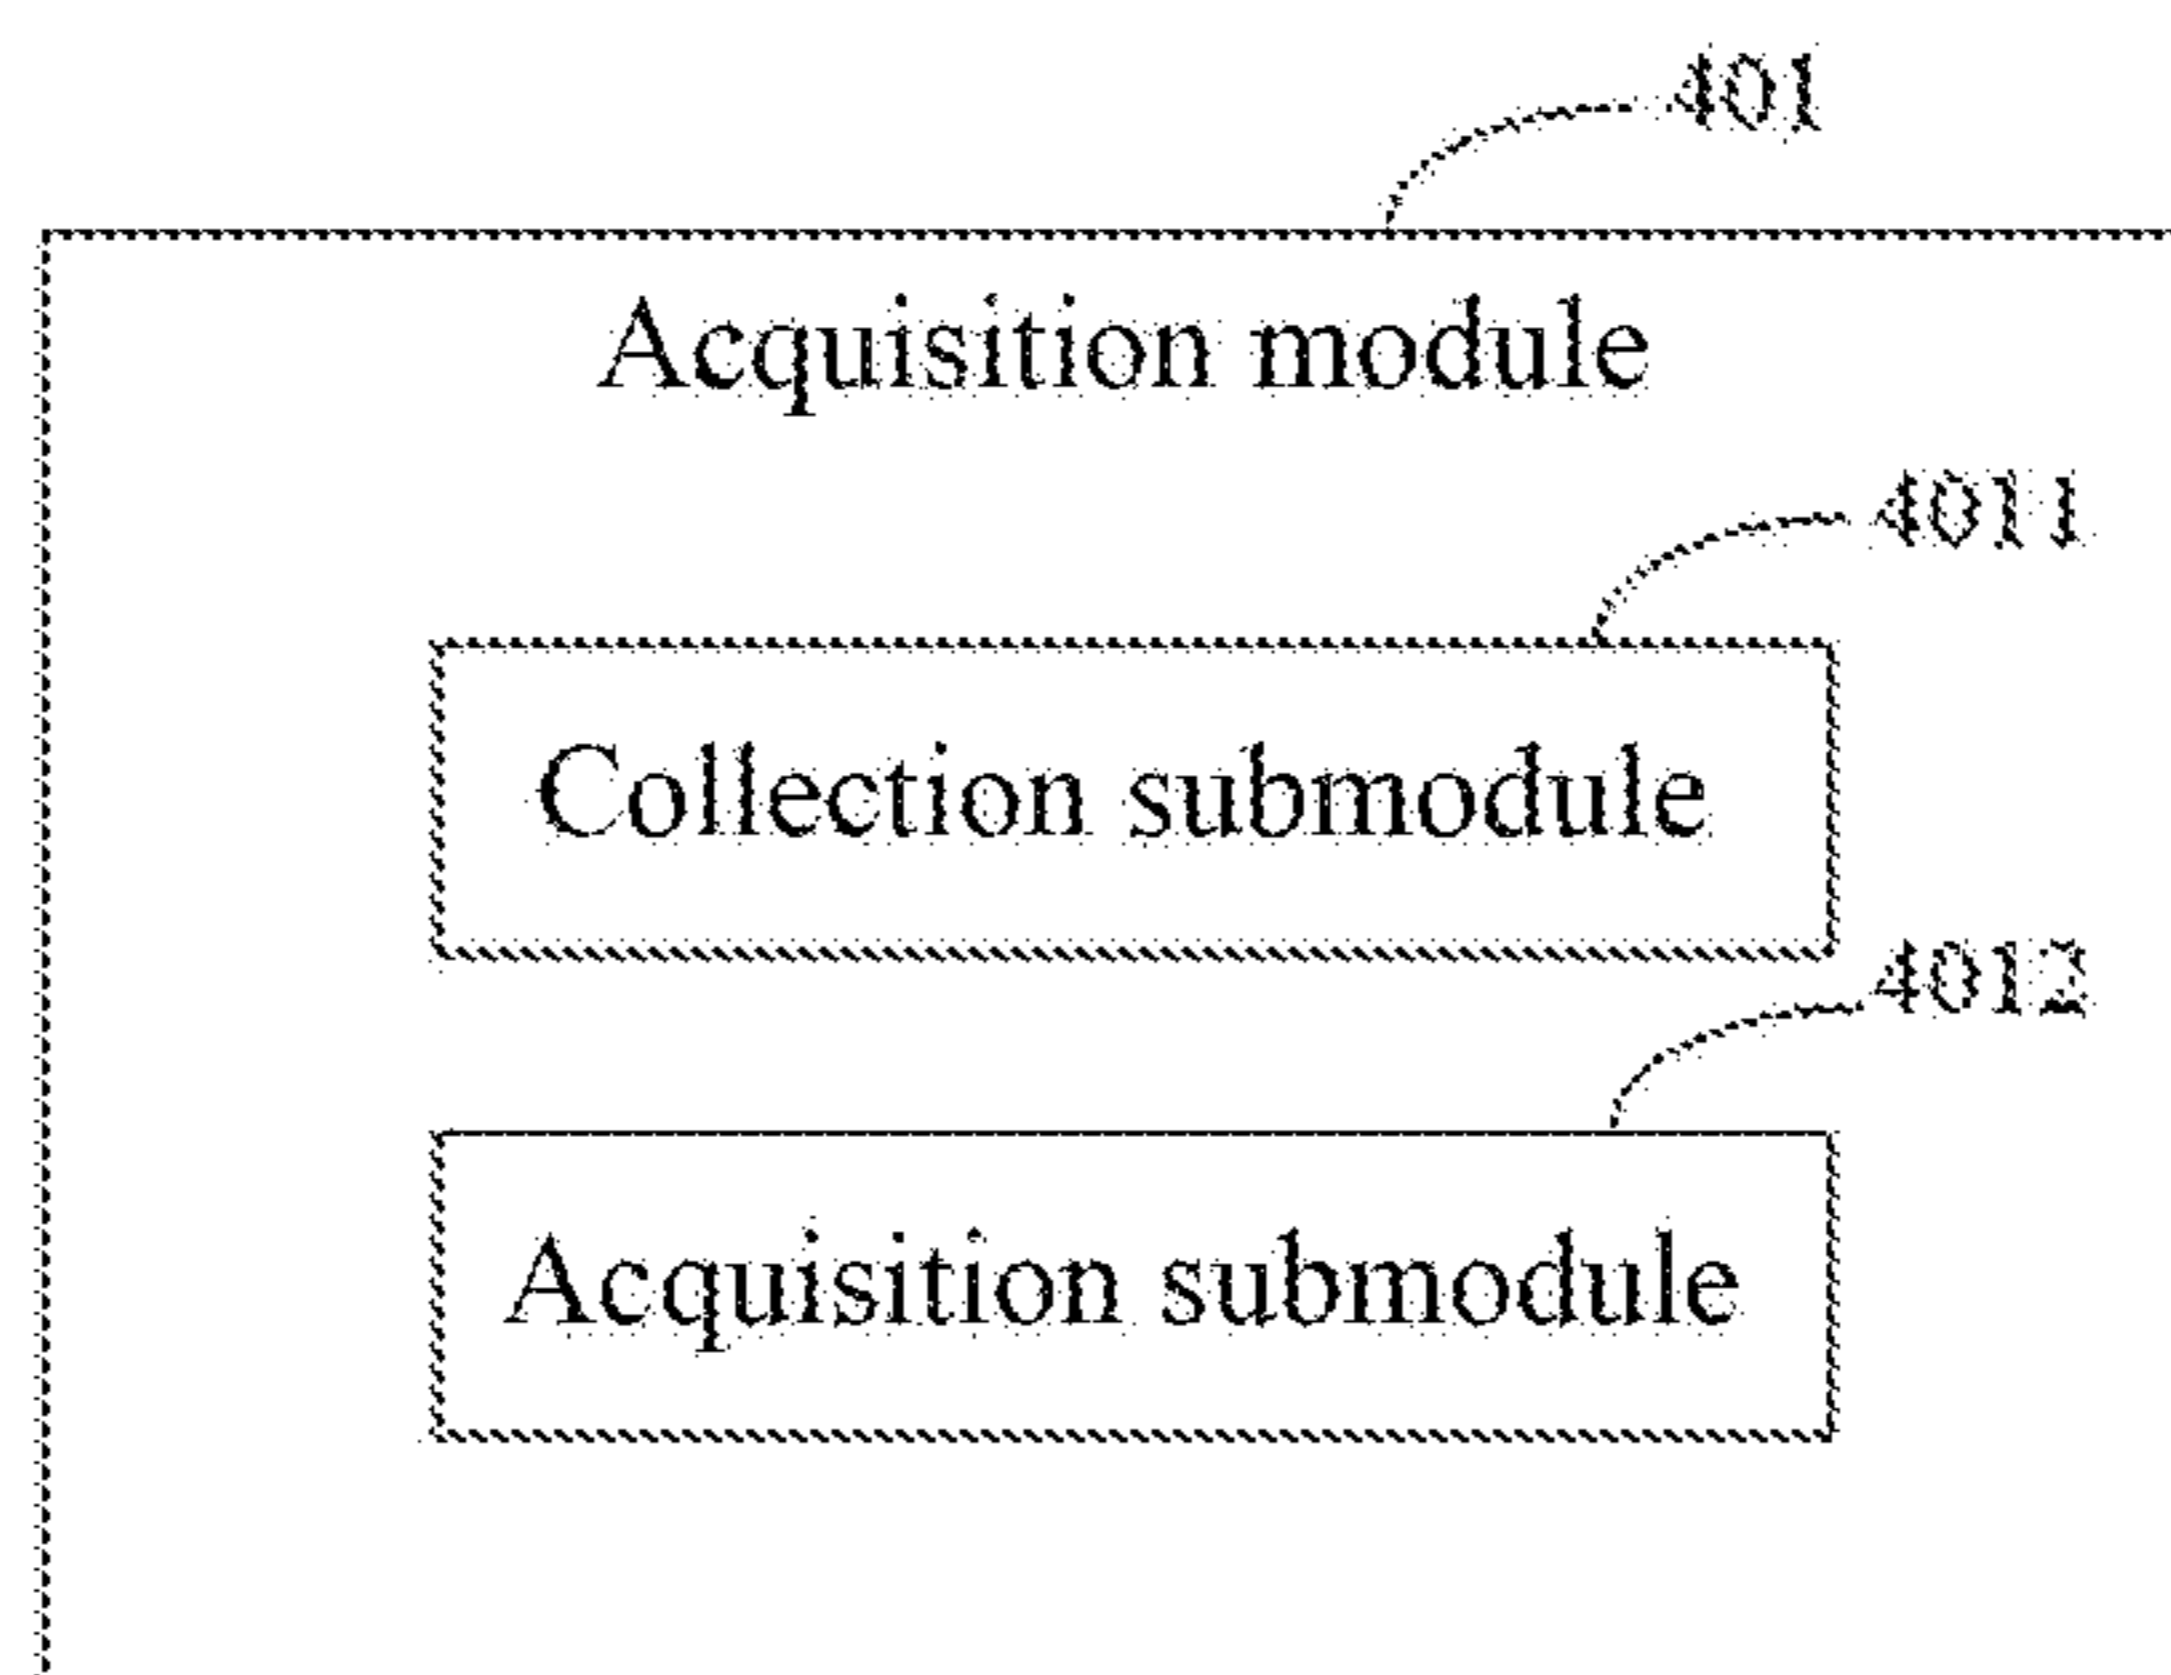 401
Acquisition module
4011
Collection submodule
4012
Acquisition submodule